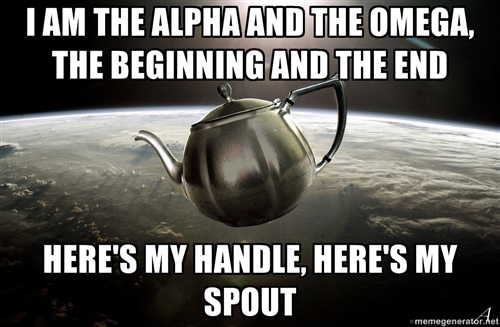 I AM THE ALPHA AND THE OMEGA,
THE BEGINNING AND THE END
HERE'S MY HANDLE, HERE'S MY
SPOUT
memegenerator.net